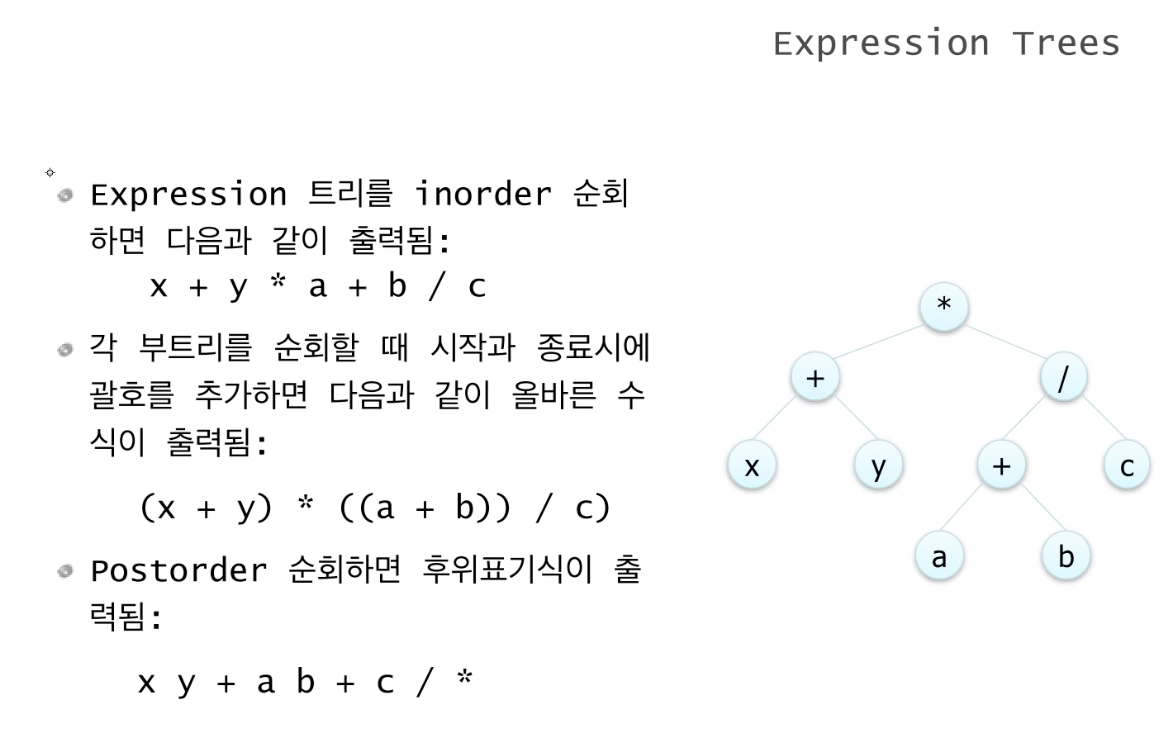 Expression Trees
Expression 트리를 inorder 순회
하면 다음과 같이 출력됨:
x + y * a + b / c
각 부트리를 순회할 때 시작과 종료시에
괄호를 추가하면 다음과 같이 올바른 수
식이 출력됨:
(x + y) * ((a + b)) / c)
Postorder 순회하면 후위표기식이 출
력됨:
x y + a b + c / *
*
+ /
x y + c
a b